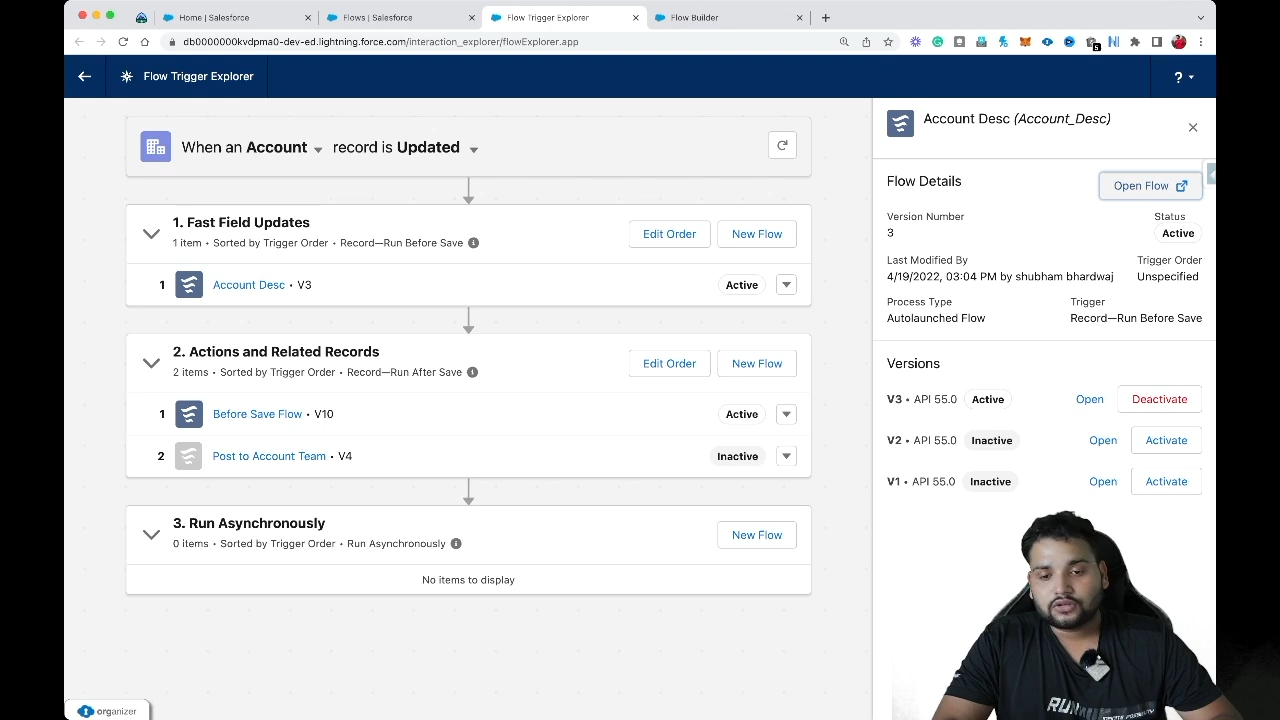 Home | Salesforce
Flows | Salesforce
Flow Trigger Explorer
Flow Builder
db0000000kvdpma0-dev-ed.lightning.force.com/interaction_explorer/flowExplorer.app
5
Flow Trigger Explorer
?
When an Account record is Updated
1. Fast Field Updates
1 item • Sorted by Trigger Order • Record—Run Before Save
Edit Order
New Flow
1 Account Desc • V3 Active
2. Actions and Related Records
2 items • Sorted by Trigger Order • Record—Run After Save
Edit Order
New Flow
1 Before Save Flow • V10 Active
2 Post to Account Team • V4 Inactive
3. Run Asynchronously
0 items • Sorted by Trigger Order • Run Asynchronously
New Flow
No items to display
organizer
Account Desc (Account_Desc)
Flow Details
Open Flow
Version Number
3
Status
Active
Last Modified By
4/19/2022, 03:04 PM by shubham bhardwaj
Trigger Order
Unspecified
Process Type
Autolaunched Flow
Trigger
Record—Run Before Save
Versions
V3 • API 55.0 Active Open Deactivate
V2 • API 55.0 Inactive Open Activate
V1 • API 55.0 Inactive Open Activate